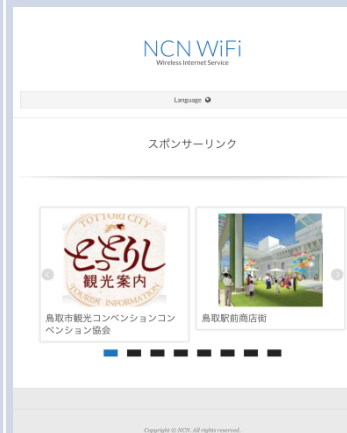 NCN WiFi
Wireless Internet Service
Language
スポンサーリンク
TOTTORI CITY
とっとり
観光案内
TOURIST INFORMATION
鳥取市観光コンベンションコン
ベンション協会
鳥取駅前商店街
Copyright © NCN. All rights reserved.